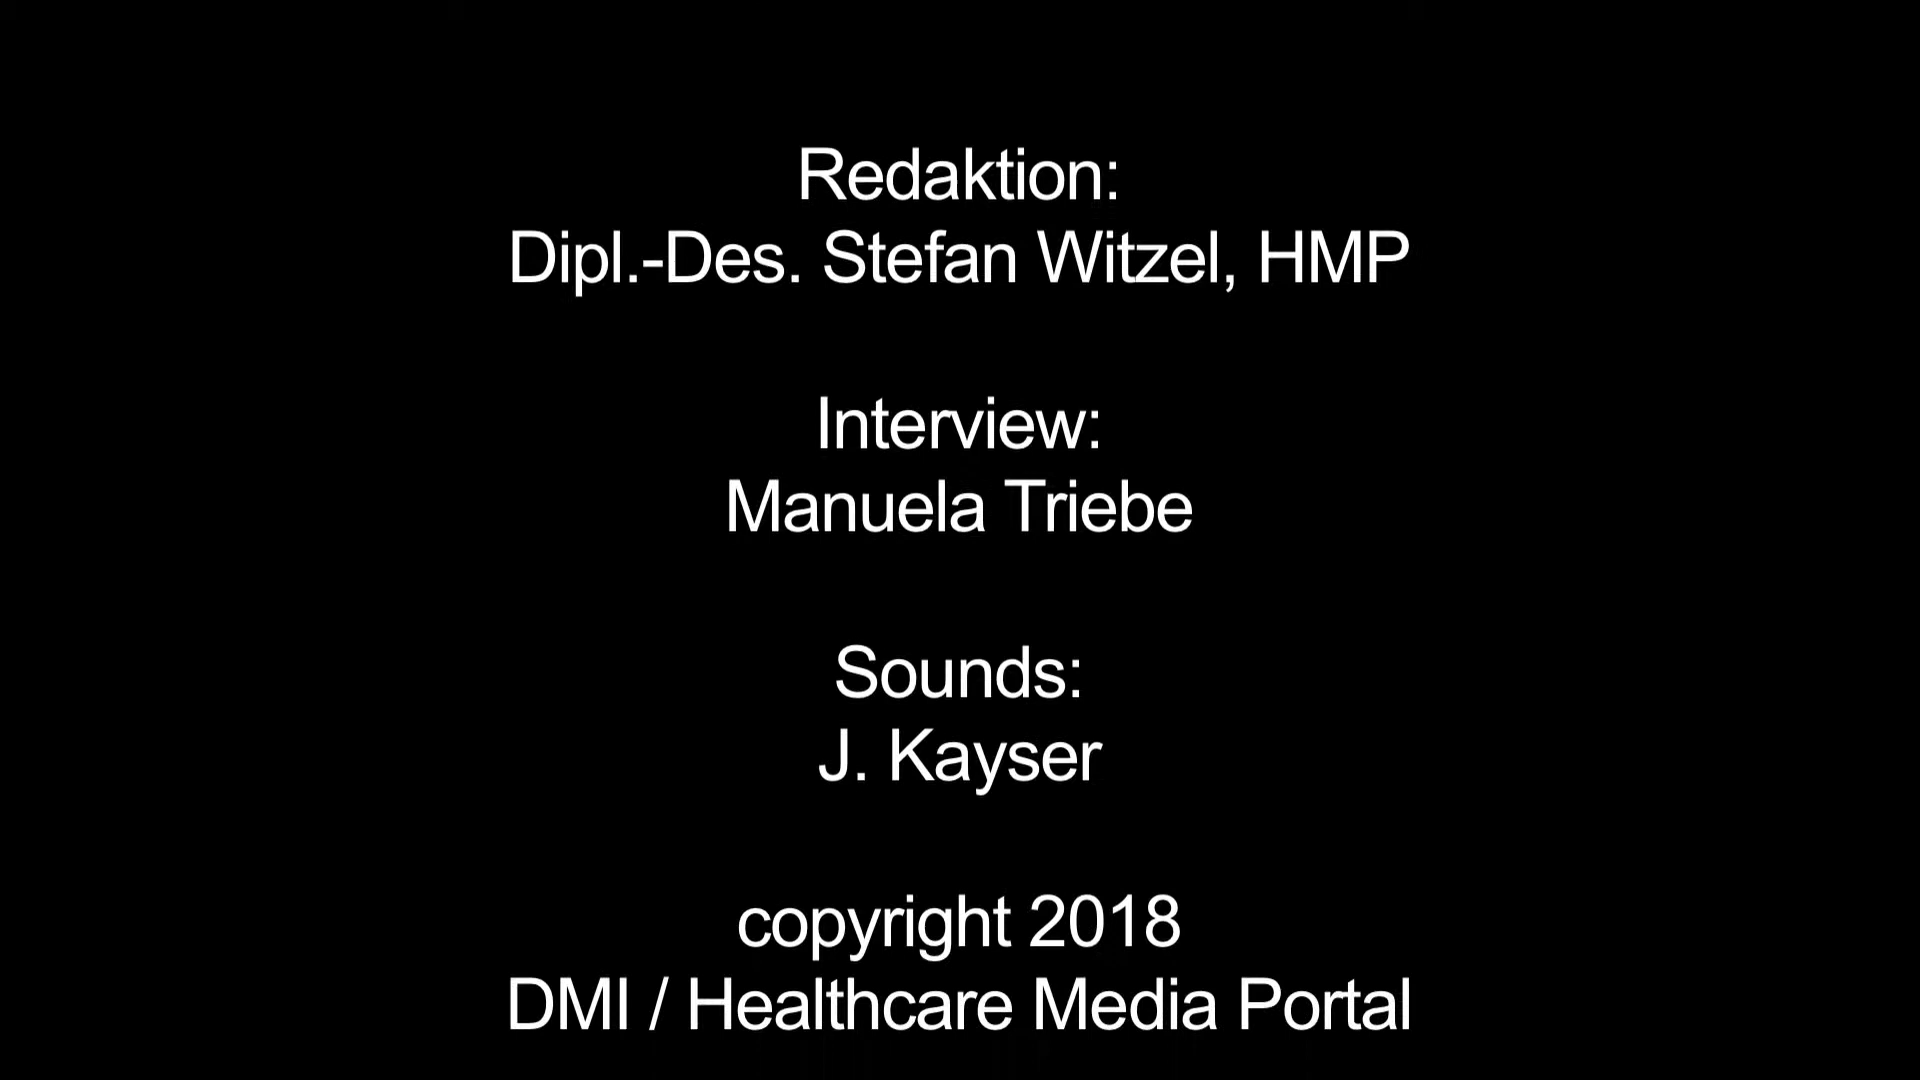 Redaktion:
Dipl.-Des. Stefan Witzel, HMP
Interview:
Manuela Triebe
Sounds:
J. Kayser
copyright 2018
DMI / Healthcare Media Portal